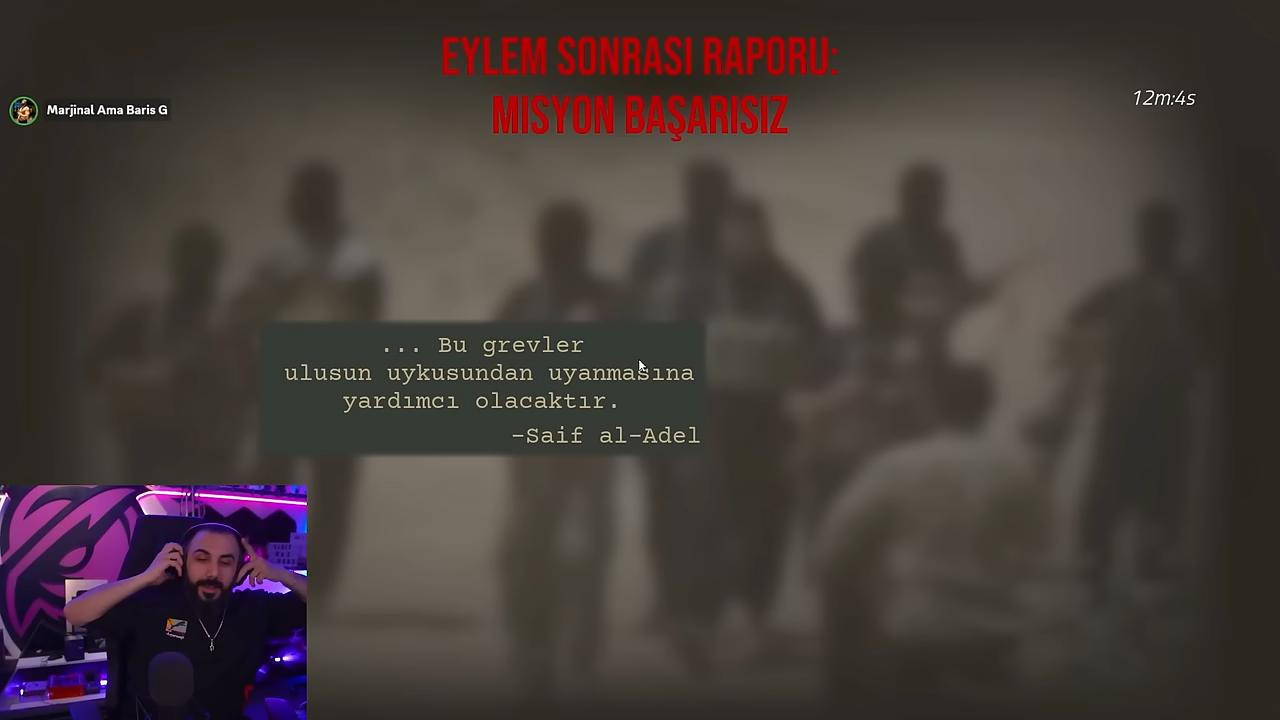 EYLEM SONRASI RAPORU:
MISYON BAŞARISIZ
12m:4s
Marjinal Ama Baris G
... Bu grevler
ulusun uykusundan uyanmasına
yardımcı olacaktır.
-Saif al-Adel